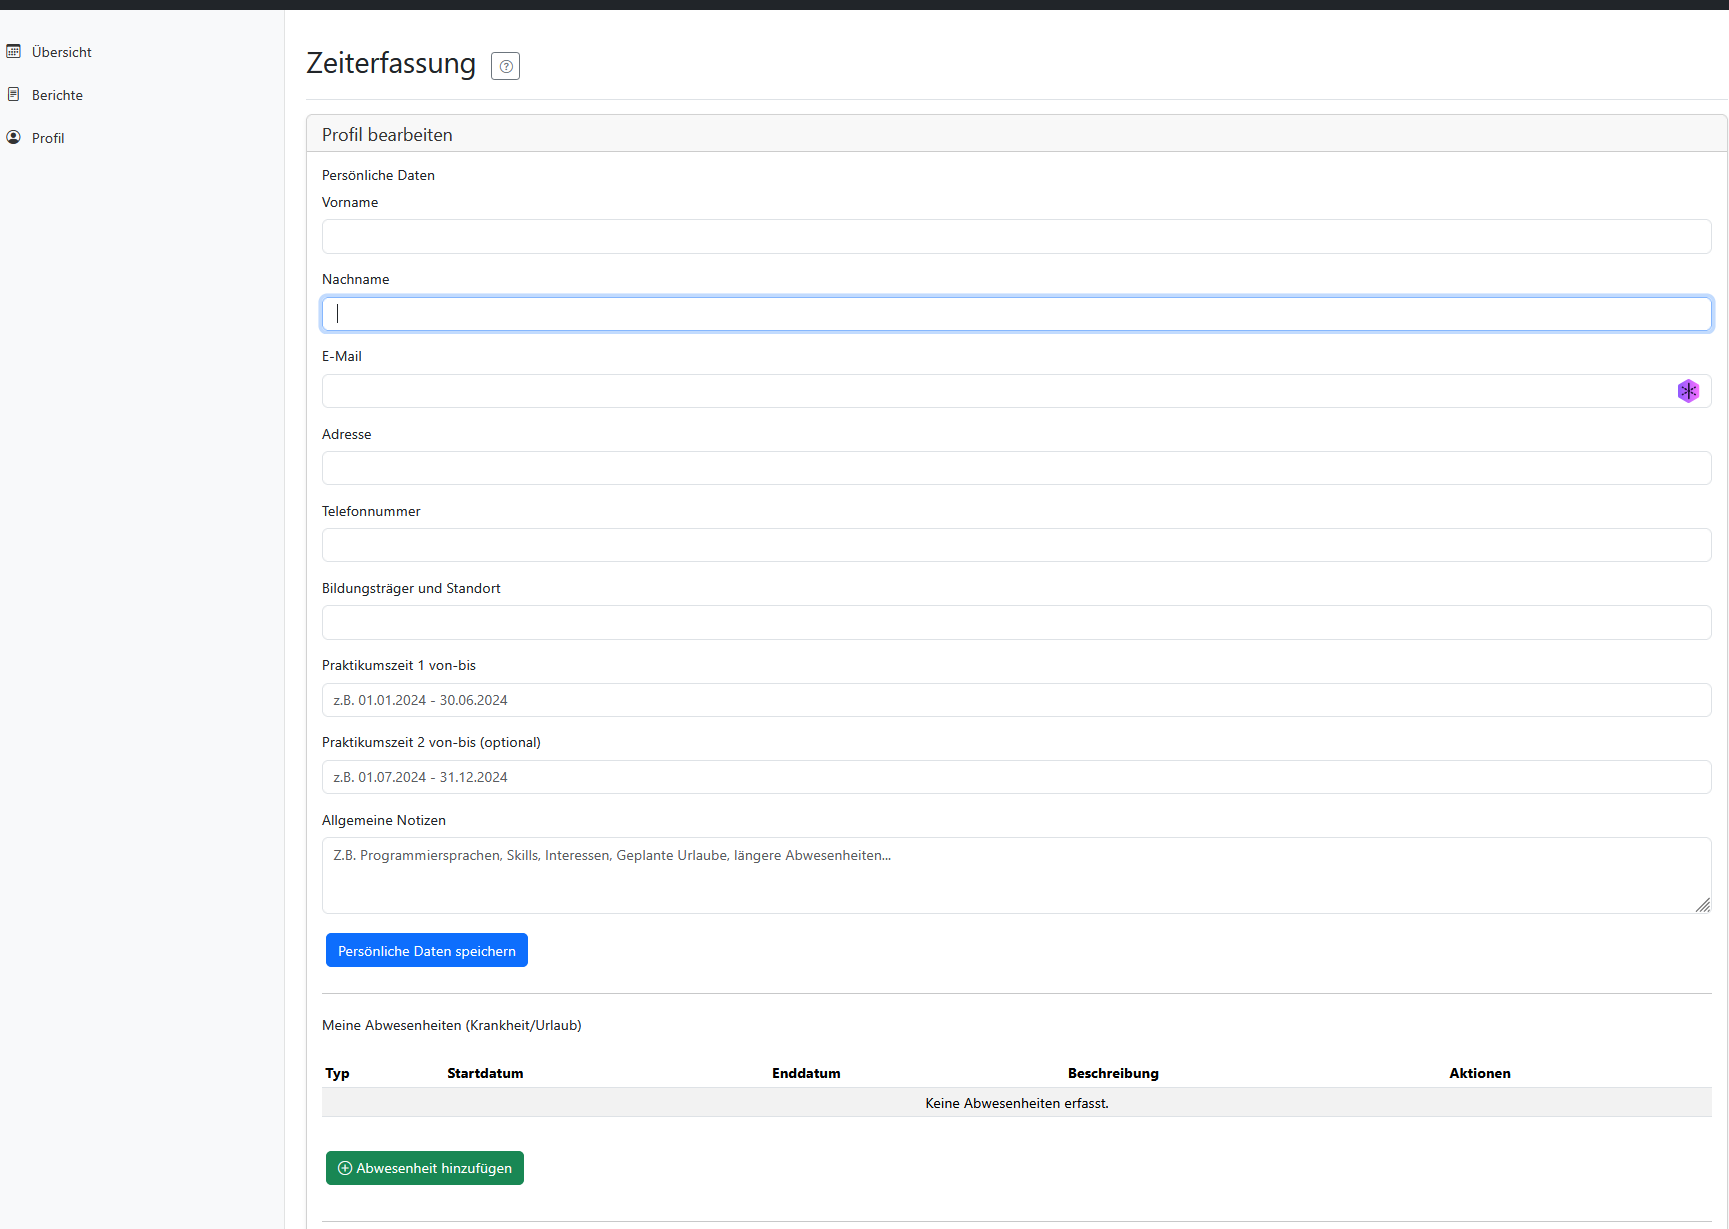 Übersicht
Berichte
Profil
Zeiterfassung
Profil bearbeiten
Persönliche Daten
Vorname
Nachname
E-Mail
Adresse
Telefonnummer
Bildungsträger und Standort
Praktikumszeit 1 von-bis
z.B. 01.01.2024 - 30.06.2024
Praktikumszeit 2 von-bis (optional)
z.B. 01.07.2024 - 31.12.2024
Allgemeine Notizen
Z.B. Programmiersprachen, Skills, Interessen, Geplante Urlaube, längere Abwesenheiten...
Persönliche Daten speichern
Meine Abwesenheiten (Krankheit/Urlaub)
Typ Startdatum Enddatum Beschreibung Aktionen
Keine Abwesenheiten erfasst.
Abwesenheit hinzufügen